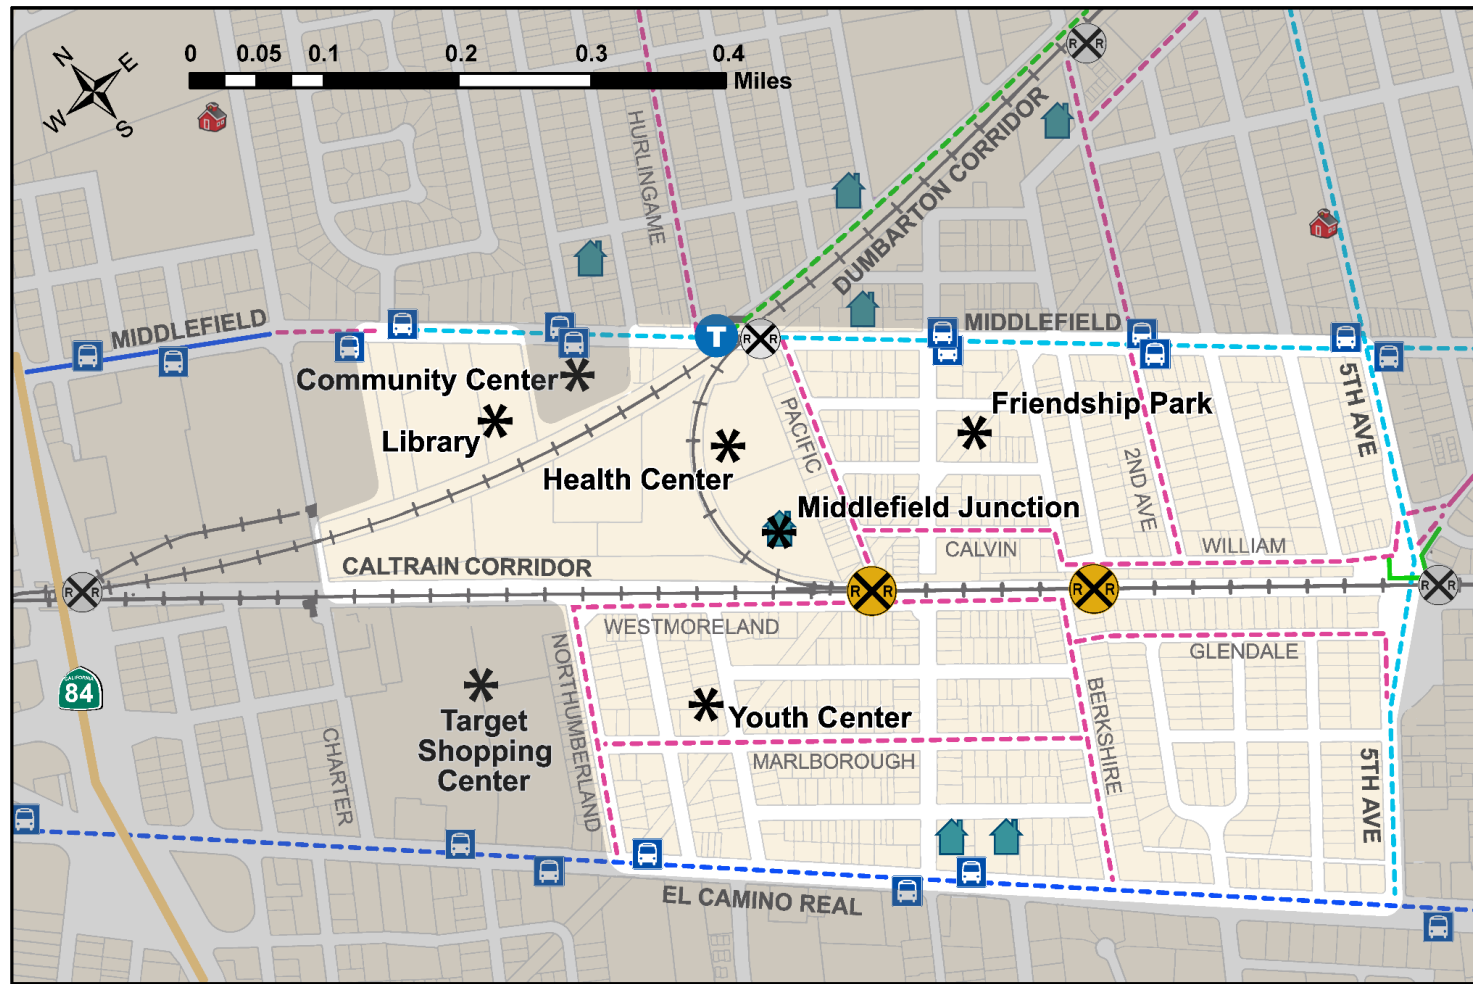 N
E
W
S
0 0.05 0.1 0.2 0.3 0.4
Miles
HURLINGAME
DUMBARTON CORRIDOR
R R
MIDDLEFIELD
T
R R
MIDDLEFIELD
Community Center
Library
Health Center
PACIFIC
Friendship Park
2ND AVE
5TH AVE
Middlefield Junction
CALVIN
WILLIAM
CALTRAIN CORRIDOR
R R
R R
R R
R R
WESTMORELAND
NORTHUMBERLAND
GLENDALE
CALIFORNIA
84
Target
Shopping
Center
Youth Center
BERKSHIRE
CHARTER
MARLBOROUGH
5TH AVE
EL CAMINO REAL